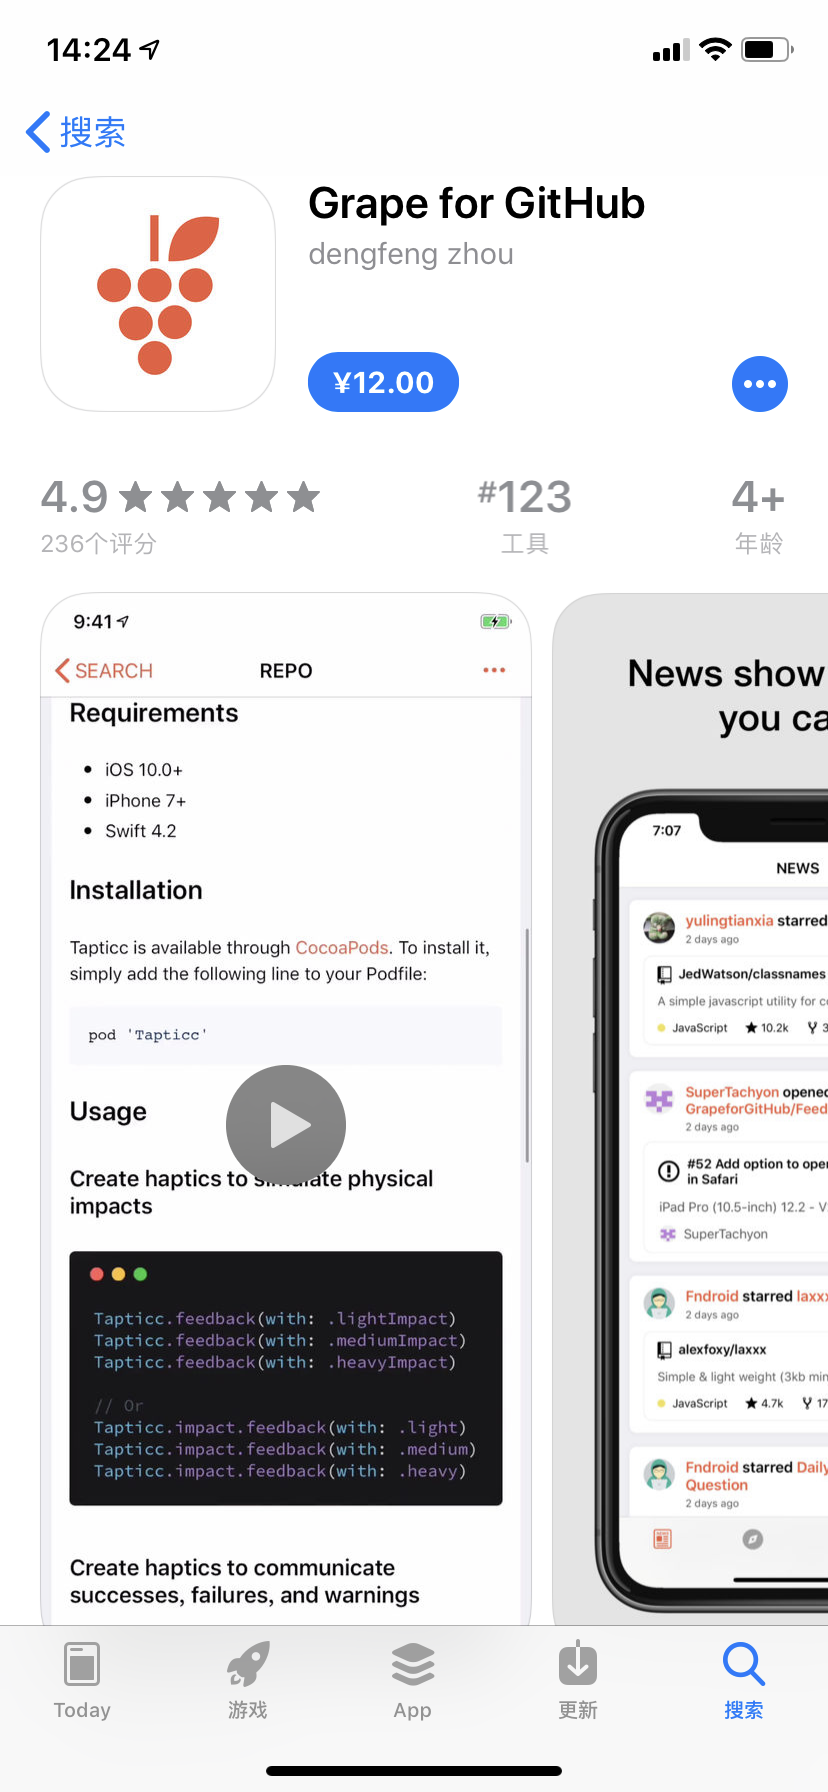 14:24
搜索
Grape for GitHub
dengfeng zhou
¥12.00
4.9
#123
4+
236个评分
工具
年龄
9:41
SEARCH
REPO
Requirements
iOS 10.0+
iPhone 7+
Swift 4.2
Installation
Tapticc is available through CocoaPods. To install it,
simply add the following line to your Podfile:
pod 'Tapticc'
Usage
Create haptics to simulate physical
impacts
Tapticc.feedback(with: .lightImpact)
Tapticc.feedback(with: .mediumImpact)
Tapticc.feedback(with: .heavyImpact)
// Or
Tapticc.impact.feedback(with: .light)
Tapticc.impact.feedback(with: .medium)
Tapticc.impact.feedback(with: .heavy)
Create haptics to communicate
successes, failures, and warnings
News show
you ca
7:07
NEWS
yulingtianxia starred
2 days ago
JedWatson/classnames
A simple javascript utility for co
JavaScript 10.2k 3
SuperTachyon opened
GrapeforGitHub/Feed
2 days ago
#52 Add option to oper
in Safari
iPad Pro (10.5-inch) 12.2 - V
SuperTachyon
Fndroid starred laxx
2 days ago
alexfoxy/laxxx
Simple & light weight (3kb min
JavaScript 4.7k 17
Fndroid starred Daily
Question
2 days ago
Today
游戏
App
更新
搜索